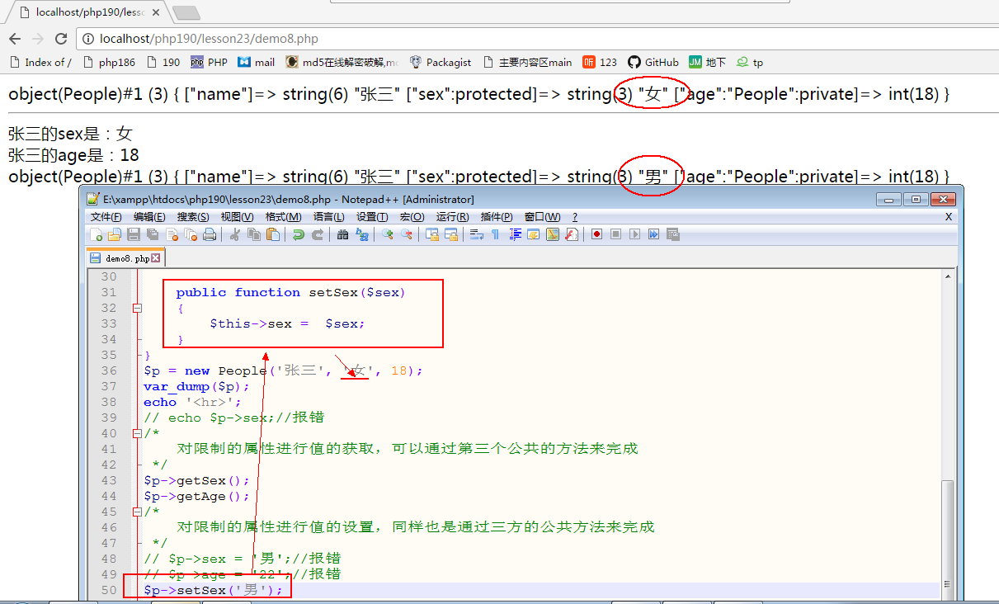 localhost/php190/less
localhost/php190/lesson23/demo8.php
Index of / php186 190 php PHP mail md5在线解密破解,m Packagist 主要内容区main 听 123 GitHub JM 地下 tp
object(People)#1 (3) { ["name"]=> string(6) "张三" ["sex":protected]=> string(3) "女" ["age":"People":private]=> int(18) }
张三的sex是：女
张三的age是：18
object(People)#1 (3) { ["name"]=> string(6) "张三" ["sex":protected]=> string(3) "男" ["age":"People":private]=> int(18) }
E:\xampp\htdocs\php190\lesson23\demo8.php - Notepad++ [Administrator]
文件(F) 编辑(E) 搜索(S) 视图(V) 格式(M) 语言(L) 设置(T) 宏(O) 运行(R) 插件(P) 窗口(W) ? X
demo8.php
30
31 public function setSex($sex)
32 {
33 $this->sex = $sex;
34 }
35 }
36 $p = new People('张三', '女', 18);
37 var_dump($p);
38 echo '<hr>';
39 // echo $p->sex;//报错
40 /*
41 对限制的属性进行值的获取，可以通过第三个公共的方法来完成
42 */
43 $p->getSex();
44 $p->getAge();
45 /*
46 对限制的属性进行值的设置，同样也是通过三方的公共方法来完成
47 */
48 // $p->sex = '男';//报错
49 // $p->age = '22';//报错
50 $p->setSex('男');